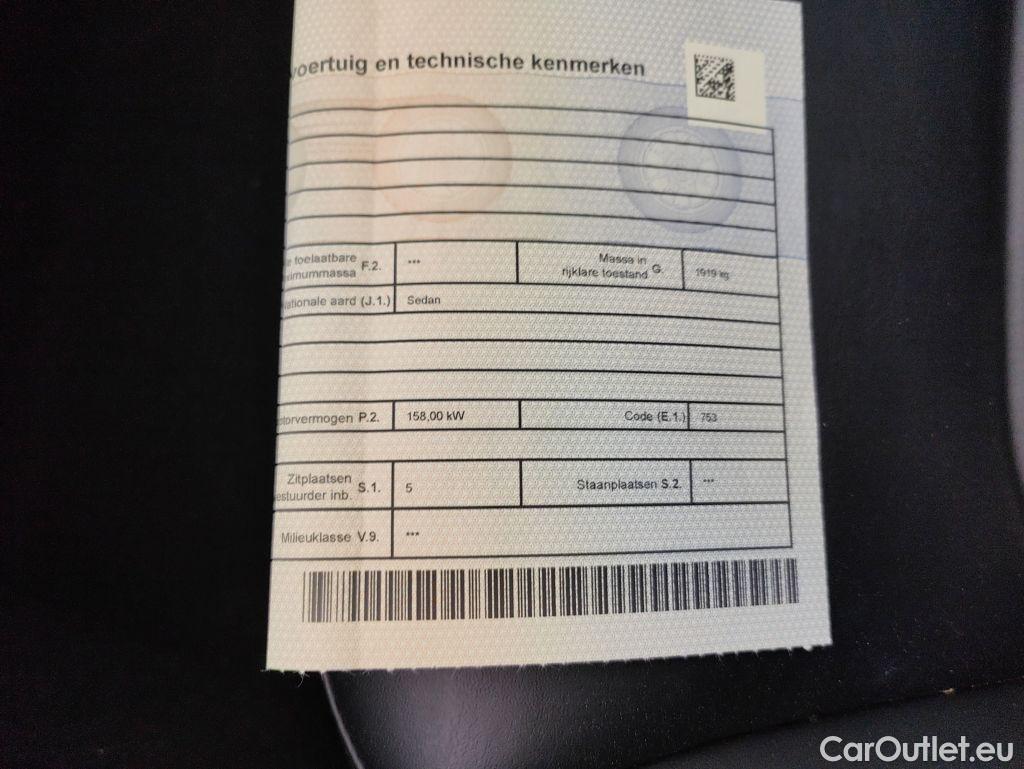 voertuig en technische kenmerken
toelaatbare F.2. *** Massa in G. 1919 kg
ximummassa rijklare toestand
ationale aard (J.1.) Sedan
torvermogen P.2. 158,00 kW Code (E.1.) 753
Zitplaatsen S.1. 5 Staanplaatsen S.2. ***
estuurder inb.
Milieuklasse V.9. ***
CarOutlet.eu